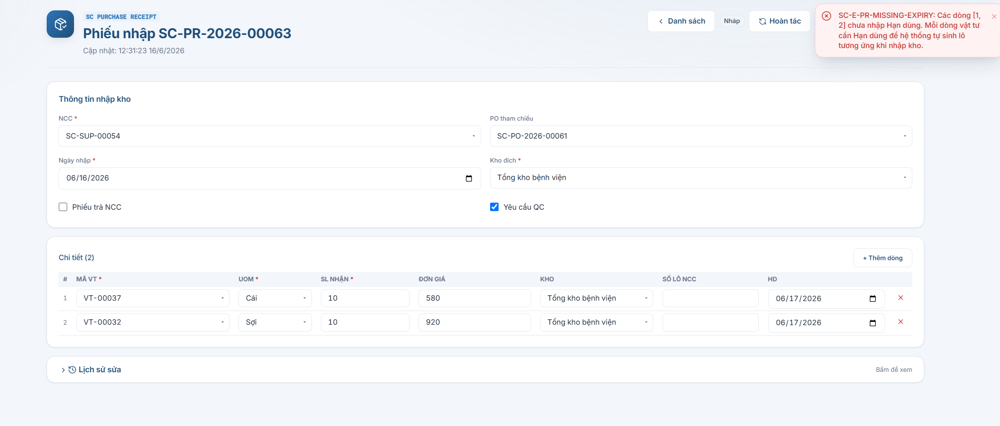 SC PURCHASE RECEIPT
Phiếu nhập SC-PR-2026-00063
Cập nhật: 12:31:23 16/6/2026
Danh sách
Nháp
Hoàn tác
SC-E-PR-MISSING-EXPIRY: Các dòng [1,
2] chưa nhập Hạn dùng. Mỗi dòng vật tư
cần Hạn dùng để hệ thống tự sinh lô
tương ứng khi nhập kho.
Thông tin nhập kho
NCC *
SC-SUP-00054
PO tham chiếu
SC-PO-2026-00061
Ngày nhập *
06/16/2026
Kho đích *
Tổng kho bệnh viện
Phiếu trả NCC
Yêu cầu QC
Chi tiết (2)
+ Thêm dòng
# MÃ VT * UOM * SL NHẬN * ĐƠN GIÁ KHO SỐ LÔ NCC HD
1 VT-00037 Cái 10 580 Tổng kho bệnh viện 06/17/2026
2 VT-00032 Sợi 10 920 Tổng kho bệnh viện 06/17/2026
Lịch sử sửa
Bấm để xem